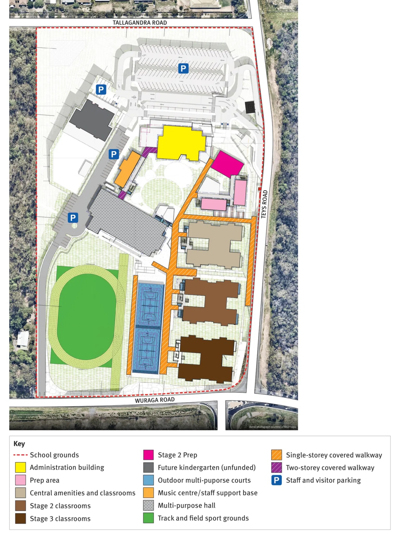 TALLAGANDRA ROAD
P
P
P
P
TEYS ROAD
WURAGA ROAD
Key
School grounds
Administration building
Prep area
Central amenities and classrooms
Stage 2 classrooms
Stage 3 classrooms
Stage 2 Prep
Future kindergarten (unfunded)
Outdoor multi-puporse courts
Music centre/staff support base
Multi-purpose hall
Track and field sport grounds
Single-storey covered walkway
Two-storey covered walkway
P Staff and visitor parking